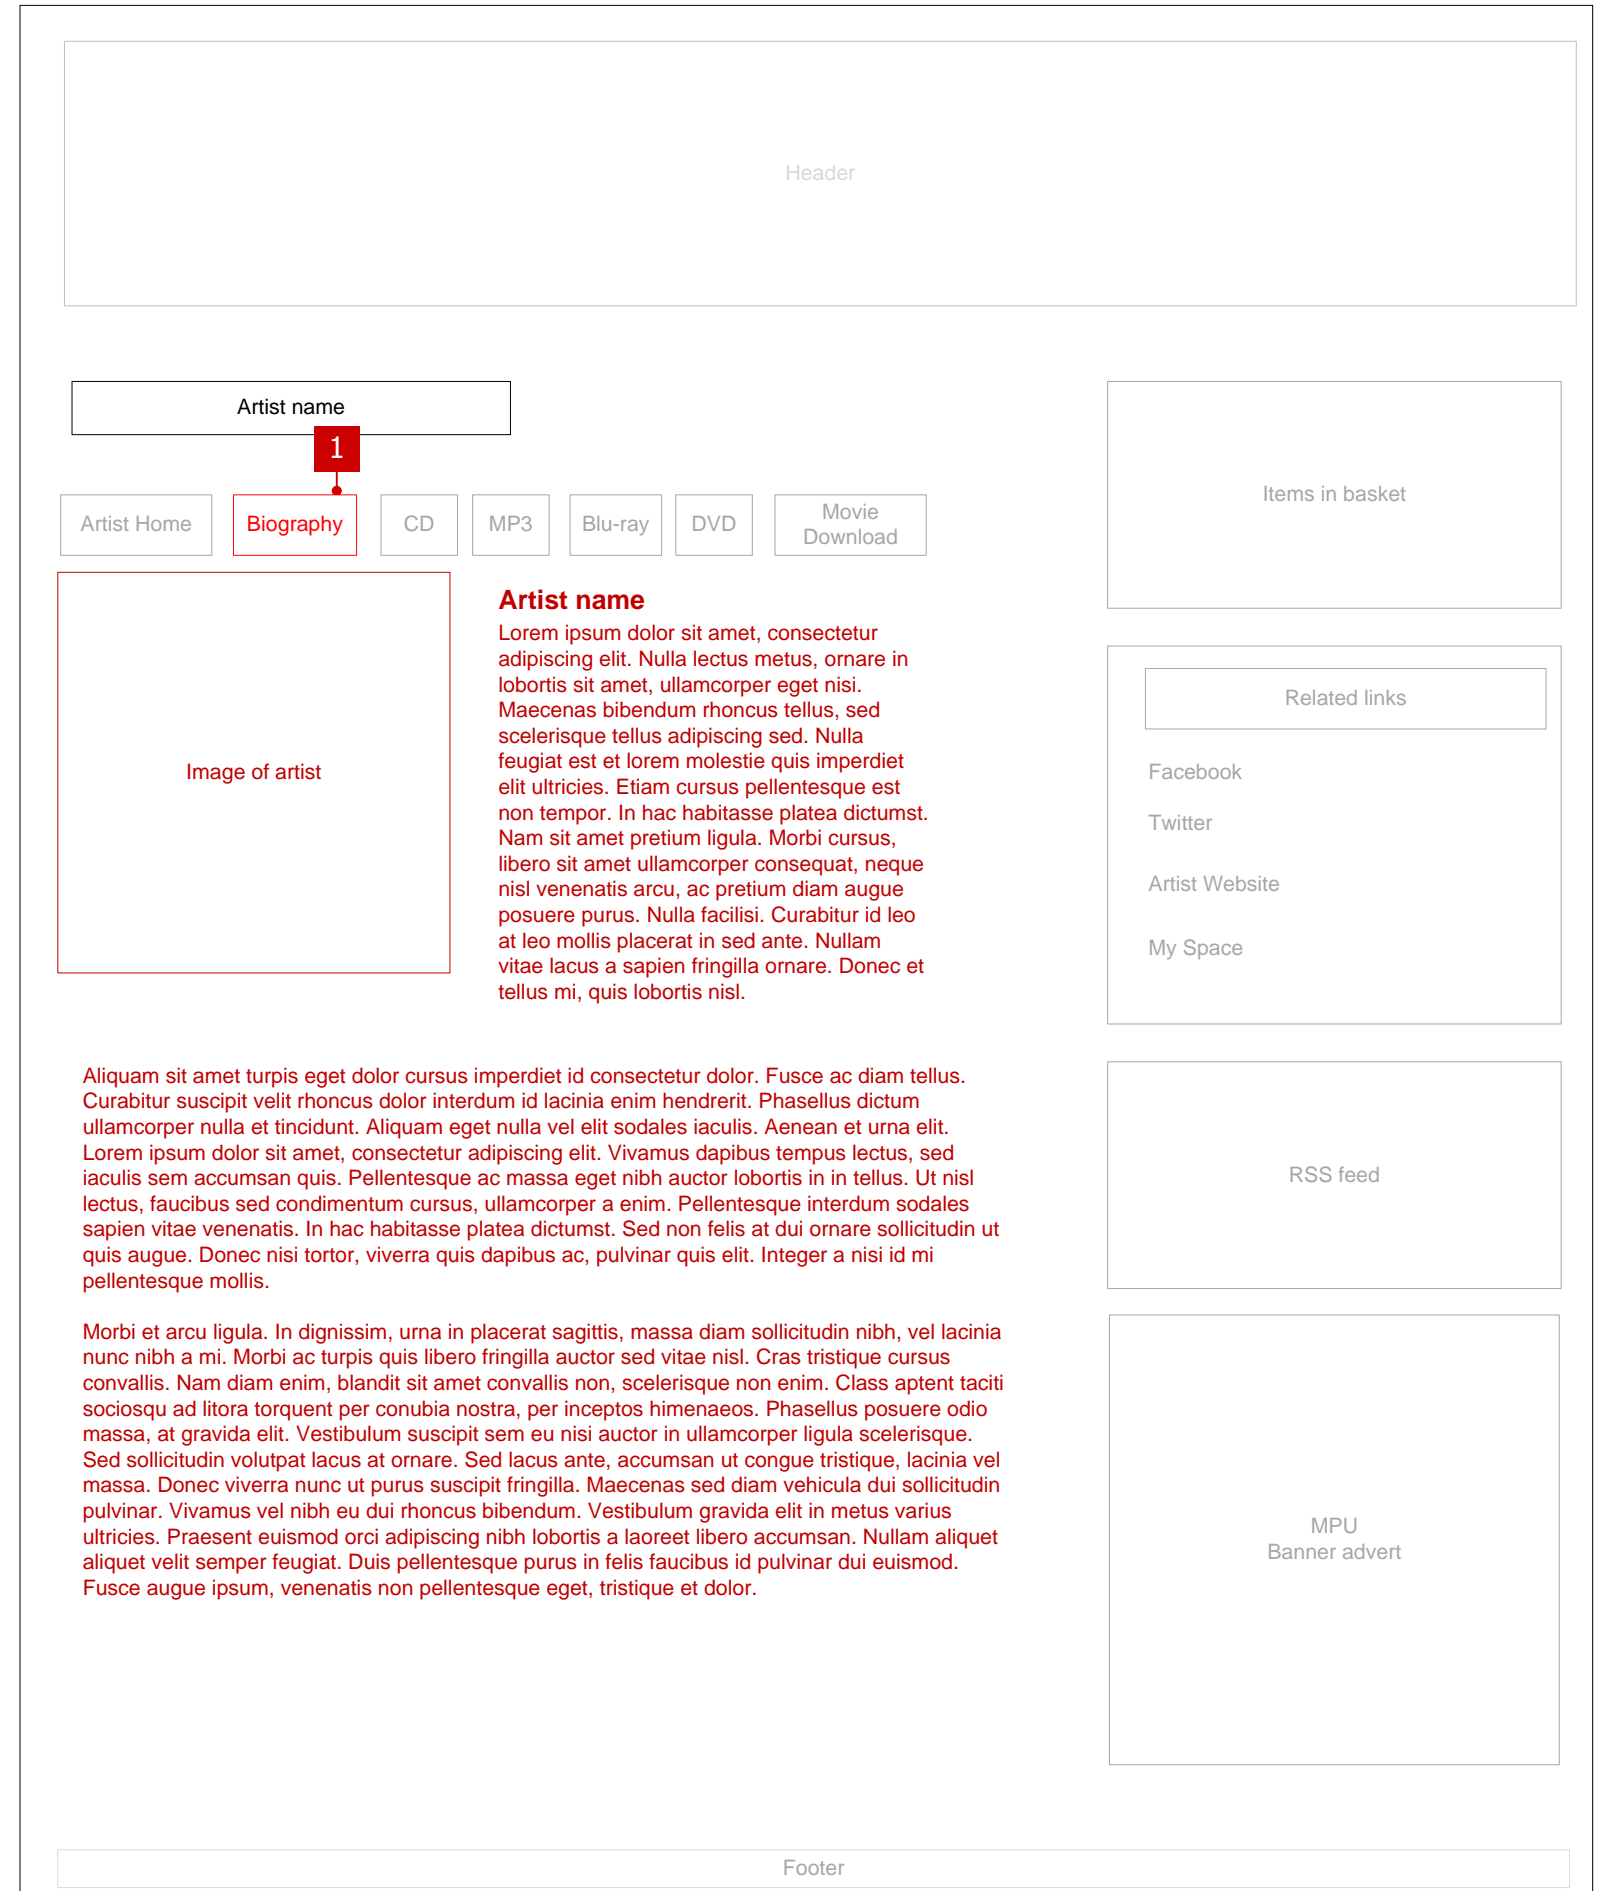 Header
Artist name
1
Artist Home
Biography
CD
MP3
Blu-ray
DVD
Movie
Download
Image of artist
Artist name
Lorem ipsum dolor sit amet, consectetur
adipiscing elit. Nulla lectus metus, ornare in
lobortis sit amet, ullamcorper eget nisi.
Maecenas bibendum rhoncus tellus, sed
scelerisque tellus adipiscing sed. Nulla
feugiat est et lorem molestie quis imperdiet
elit ultricies. Etiam cursus pellentesque est
non tempor. In hac habitasse platea dictumst.
Nam sit amet pretium ligula. Morbi cursus,
libero sit amet ullamcorper consequat, neque
nisl venenatis arcu, ac pretium diam augue
posuere purus. Nulla facilisi. Curabitur id leo
at leo mollis placerat in sed ante. Nullam
vitae lacus a sapien fringilla ornare. Donec et
tellus mi, quis lobortis nisl.
Aliquam sit amet turpis eget dolor cursus imperdiet id consectetur dolor. Fusce ac diam tellus.
Curabitur suscipit velit rhoncus dolor interdum id lacinia enim hendrerit. Phasellus dictum
ullamcorper nulla et tincidunt. Aliquam eget nulla vel elit sodales iaculis. Aenean et urna elit.
Lorem ipsum dolor sit amet, consectetur adipiscing elit. Vivamus dapibus tempus lectus, sed
iaculis sem accumsan quis. Pellentesque ac massa eget nibh auctor lobortis in in tellus. Ut nisl
lectus, faucibus sed condimentum cursus, ullamcorper a enim. Pellentesque interdum sodales
sapien vitae venenatis. In hac habitasse platea dictumst. Sed non felis at dui ornare sollicitudin ut
quis augue. Donec nisi tortor, viverra quis dapibus ac, pulvinar quis elit. Integer a nisi id mi
pellentesque mollis.
Morbi et arcu ligula. In dignissim, urna in placerat sagittis, massa diam sollicitudin nibh, vel lacinia
nunc nibh a mi. Morbi ac turpis quis libero fringilla auctor sed vitae nisl. Cras tristique cursus
convallis. Nam diam enim, blandit sit amet convallis non, scelerisque non enim. Class aptent taciti
sociosqu ad litora torquent per conubia nostra, per inceptos himenaeos. Phasellus posuere odio
massa, at gravida elit. Vestibulum suscipit sem eu nisi auctor in ullamcorper ligula scelerisque.
Sed sollicitudin volutpat lacus at ornare. Sed lacus ante, accumsan ut congue tristique, lacinia vel
massa. Donec viverra nunc ut purus suscipit fringilla. Maecenas sed diam vehicula dui sollicitudin
pulvinar. Vivamus vel nibh eu dui rhoncus bibendum. Vestibulum gravida elit in metus varius
ultricies. Praesent euismod orci adipiscing nibh lobortis a laoreet libero accumsan. Nullam aliquet
aliquet velit semper feugiat. Duis pellentesque purus in felis faucibus id pulvinar dui euismod.
Fusce augue ipsum, venenatis non pellentesque eget, tristique et dolor.
Items in basket
Related links
Facebook
Twitter
Artist Website
My Space
RSS feed
MPU
Banner advert
Footer